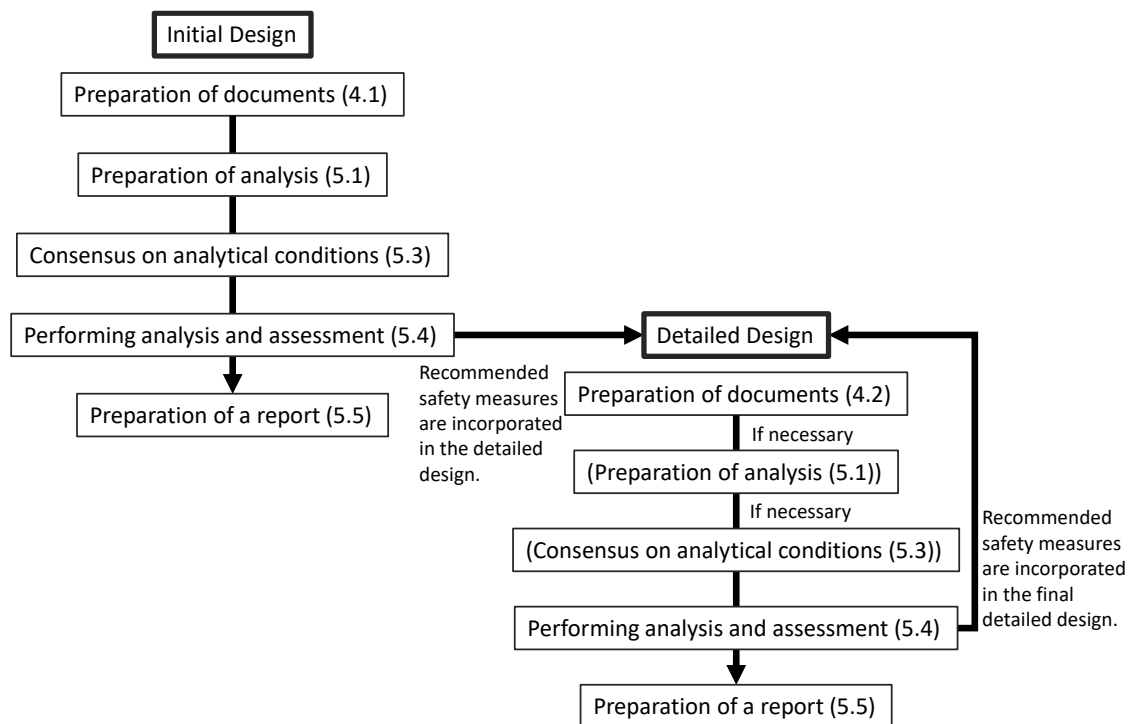 Initial Design
Preparation of documents (4.1)
Preparation of analysis (5.1)
Consensus on analytical conditions (5.3)
Performing analysis and assessment (5.4)
Preparation of a report (5.5)
Recommended
safety measures
are incorporated
in the detailed
design.
Detailed Design
Preparation of documents (4.2)
If necessary
(Preparation of analysis (5.1))
If necessary
(Consensus on analytical conditions (5.3))
Performing analysis and assessment (5.4)
Preparation of a report (5.5)
Recommended
safety measures
are incorporated
in the final
detailed design.